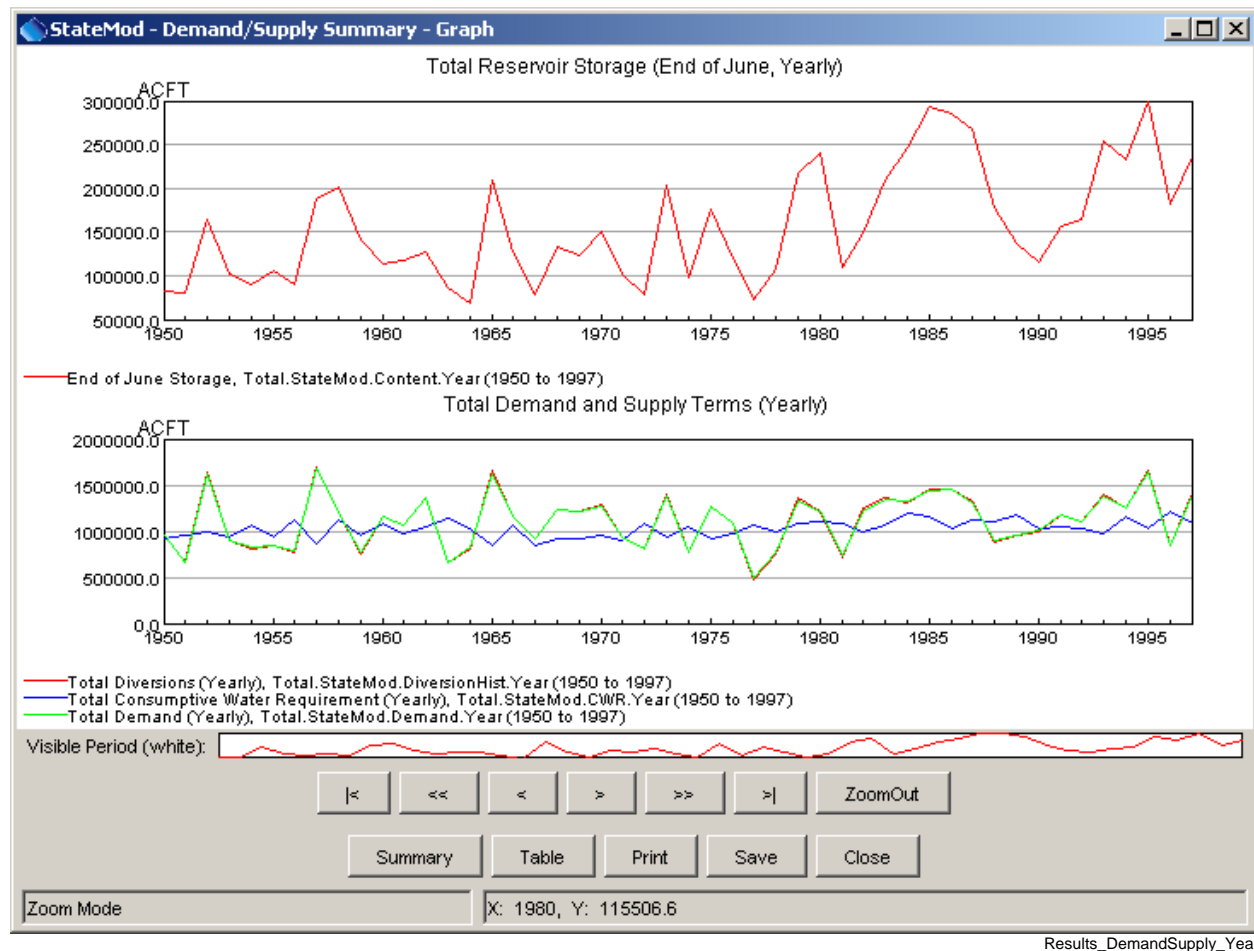 StateMod - Demand/Supply Summary - Graph
Total Reservoir Storage (End of June, Yearly)
ACFT
300000.0
250000.0
200000.0
150000.0
100000.0
50000.0
1950 1955 1960 1965 1970 1975 1980 1985 1990 1995
End of June Storage, Total.StateMod.Content.Year (1950 to 1997)
Total Demand and Supply Terms (Yearly)
ACFT
2000000.0
1500000.0
1000000.0
500000.0
0.0
1950 1955 1960 1965 1970 1975 1980 1985 1990 1995
Total Diversions (Yearly), Total.StateMod.DiversionHist.Year (1950 to 1997)
Total Consumptive Water Requirement (Yearly), Total.StateMod.CWR.Year (1950 to 1997)
Total Demand (Yearly), Total.StateMod.Demand.Year (1950 to 1997)
Visible Period (white):
|< << < > >> >| ZoomOut
Summary Table Print Save Close
Zoom Mode X: 1980, Y: 115506.6
Results_DemandSupply_Yea